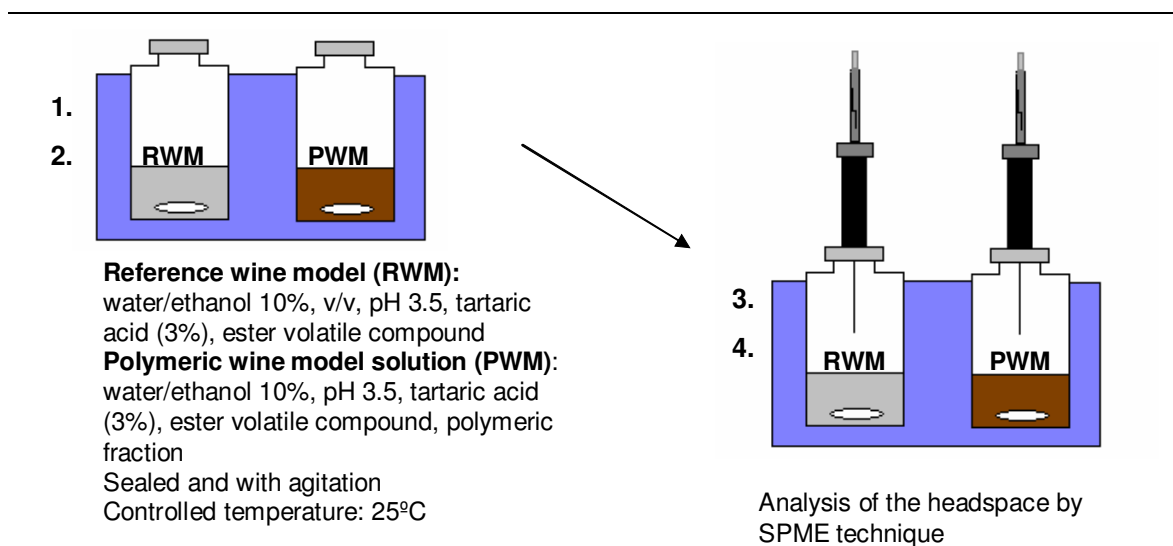 1.
2.
RWM
PWM
Reference wine model (RWM):
water/ethanol 10%, v/v, pH 3.5, tartaric
acid (3%), ester volatile compound
Polymeric wine model solution (PWM):
water/ethanol 10%, pH 3.5, tartaric acid
(3%), ester volatile compound, polymeric
fraction
Sealed and with agitation
Controlled temperature: 25ºC
3.
4.
RWM
PWM
Analysis of the headspace by
SPME technique